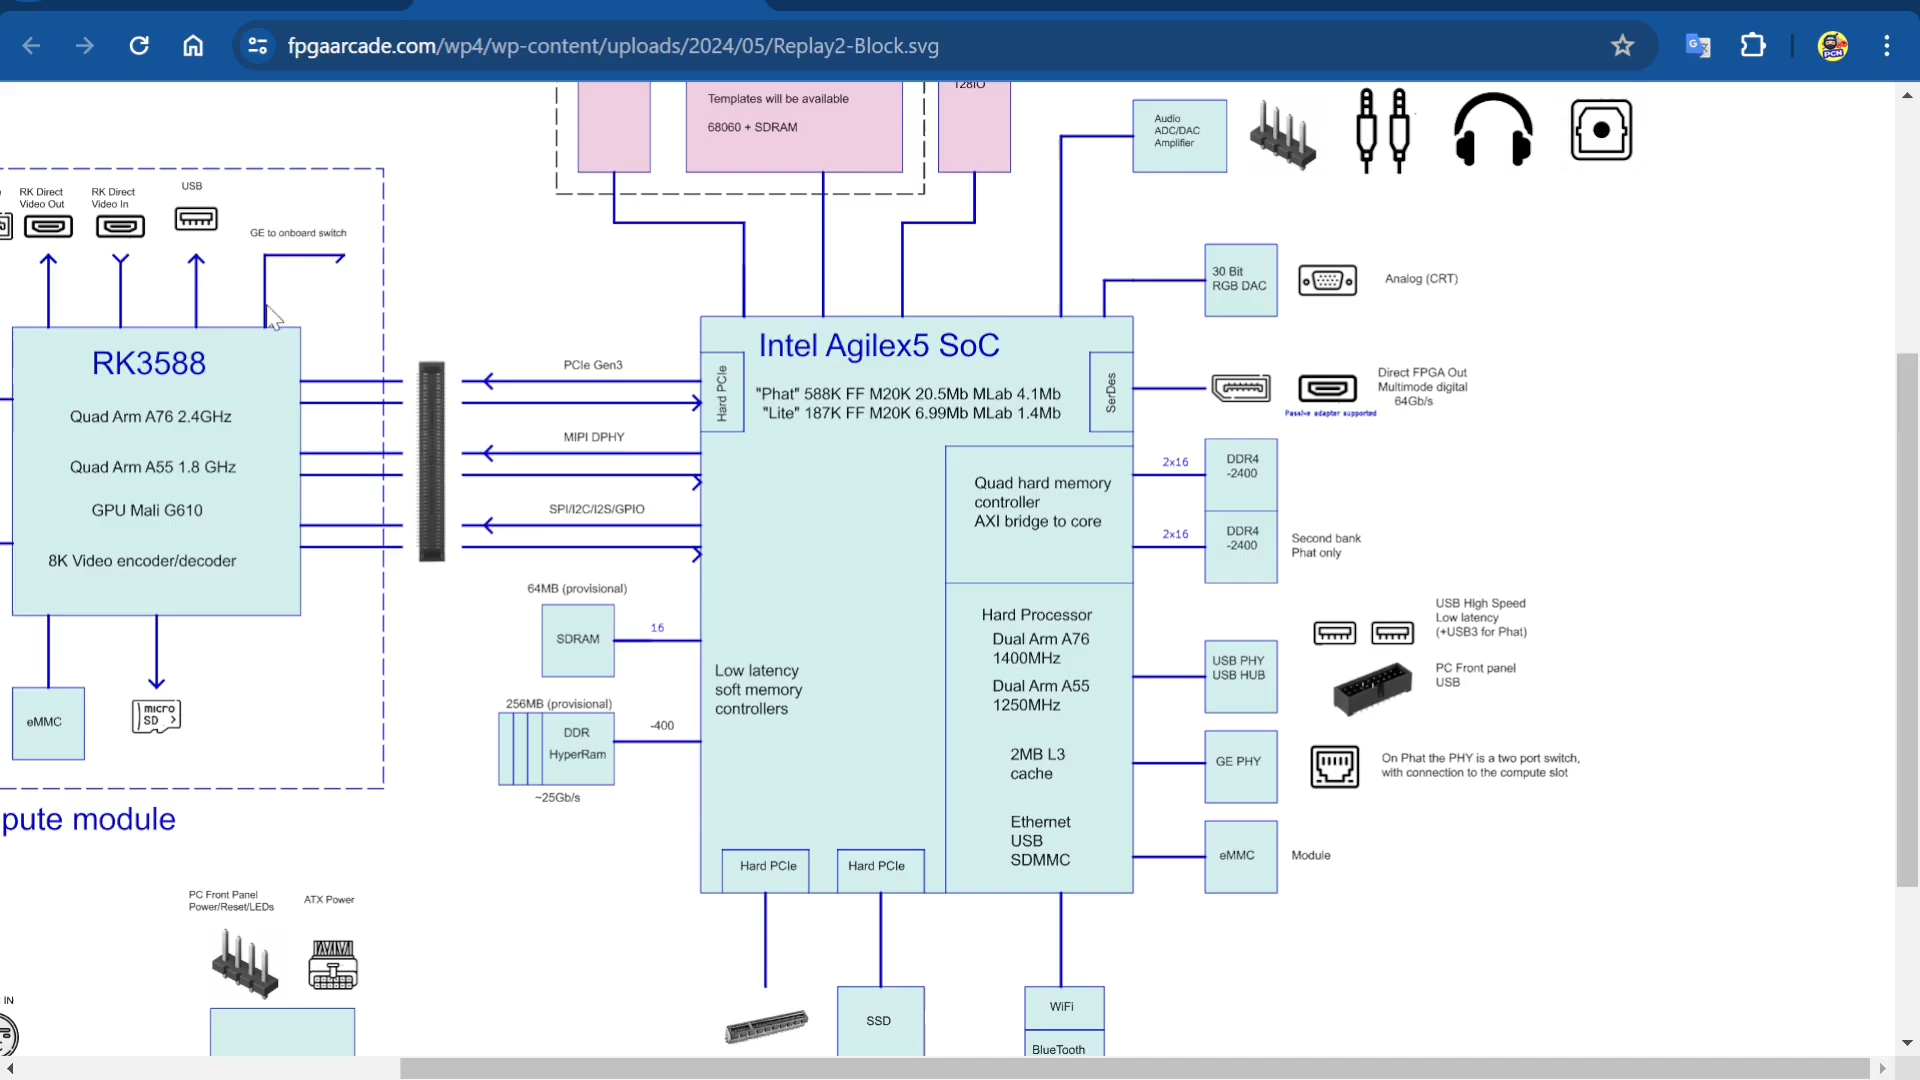 fpgaarcade.com/wp4/wp-content/uploads/2024/05/Replay2-Block.svg
Templates will be available
68060 + SDRAM
128IO
Audio
ADC/DAC
Amplifier
RK Direct
Video Out
RK Direct
Video In
USB
GE to onboard switch
30 Bit
RGB DAC
Analog (CRT)
RK3588
Quad Arm A76 2.4GHz
Quad Arm A55 1.8 GHz
GPU Mali G610
8K Video encoder/decoder
PCIe Gen3
MIPI DPHY
SPI/I2C/I2S/GPIO
Intel Agilex5 SoC
Hard PCIe
"Phat" 588K FF M20K 20.5Mb MLab 4.1Mb
"Lite" 187K FF M20K 6.99Mb MLab 1.4Mb
SerDes
Direct FPGA Out
Multimode digital
64Gb/s
Passive adapter supported
Quad hard memory
controller
AXI bridge to core
2x16
DDR4
-2400
2x16
DDR4
-2400
Second bank
Phat only
64MB (provisional)
SDRAM
16
256MB (provisional)
DDR
HyperRam
-400
~25Gb/s
Low latency
soft memory
controllers
Hard Processor
Dual Arm A76
1400MHz
Dual Arm A55
1250MHz
2MB L3
cache
Ethernet
USB
SDMMC
USB High Speed
Low latency
(+USB3 for Phat)
USB PHY
USB HUB
PC Front panel
USB
GE PHY
On Phat the PHY is a two port switch,
with connection to the compute slot
eMMC
Module
eMMC
micro
SD
pute module
Hard PCIe
Hard PCIe
PC Front Panel
Power/Reset/LEDs
ATX Power
IN
SSD
WiFi
BlueTooth